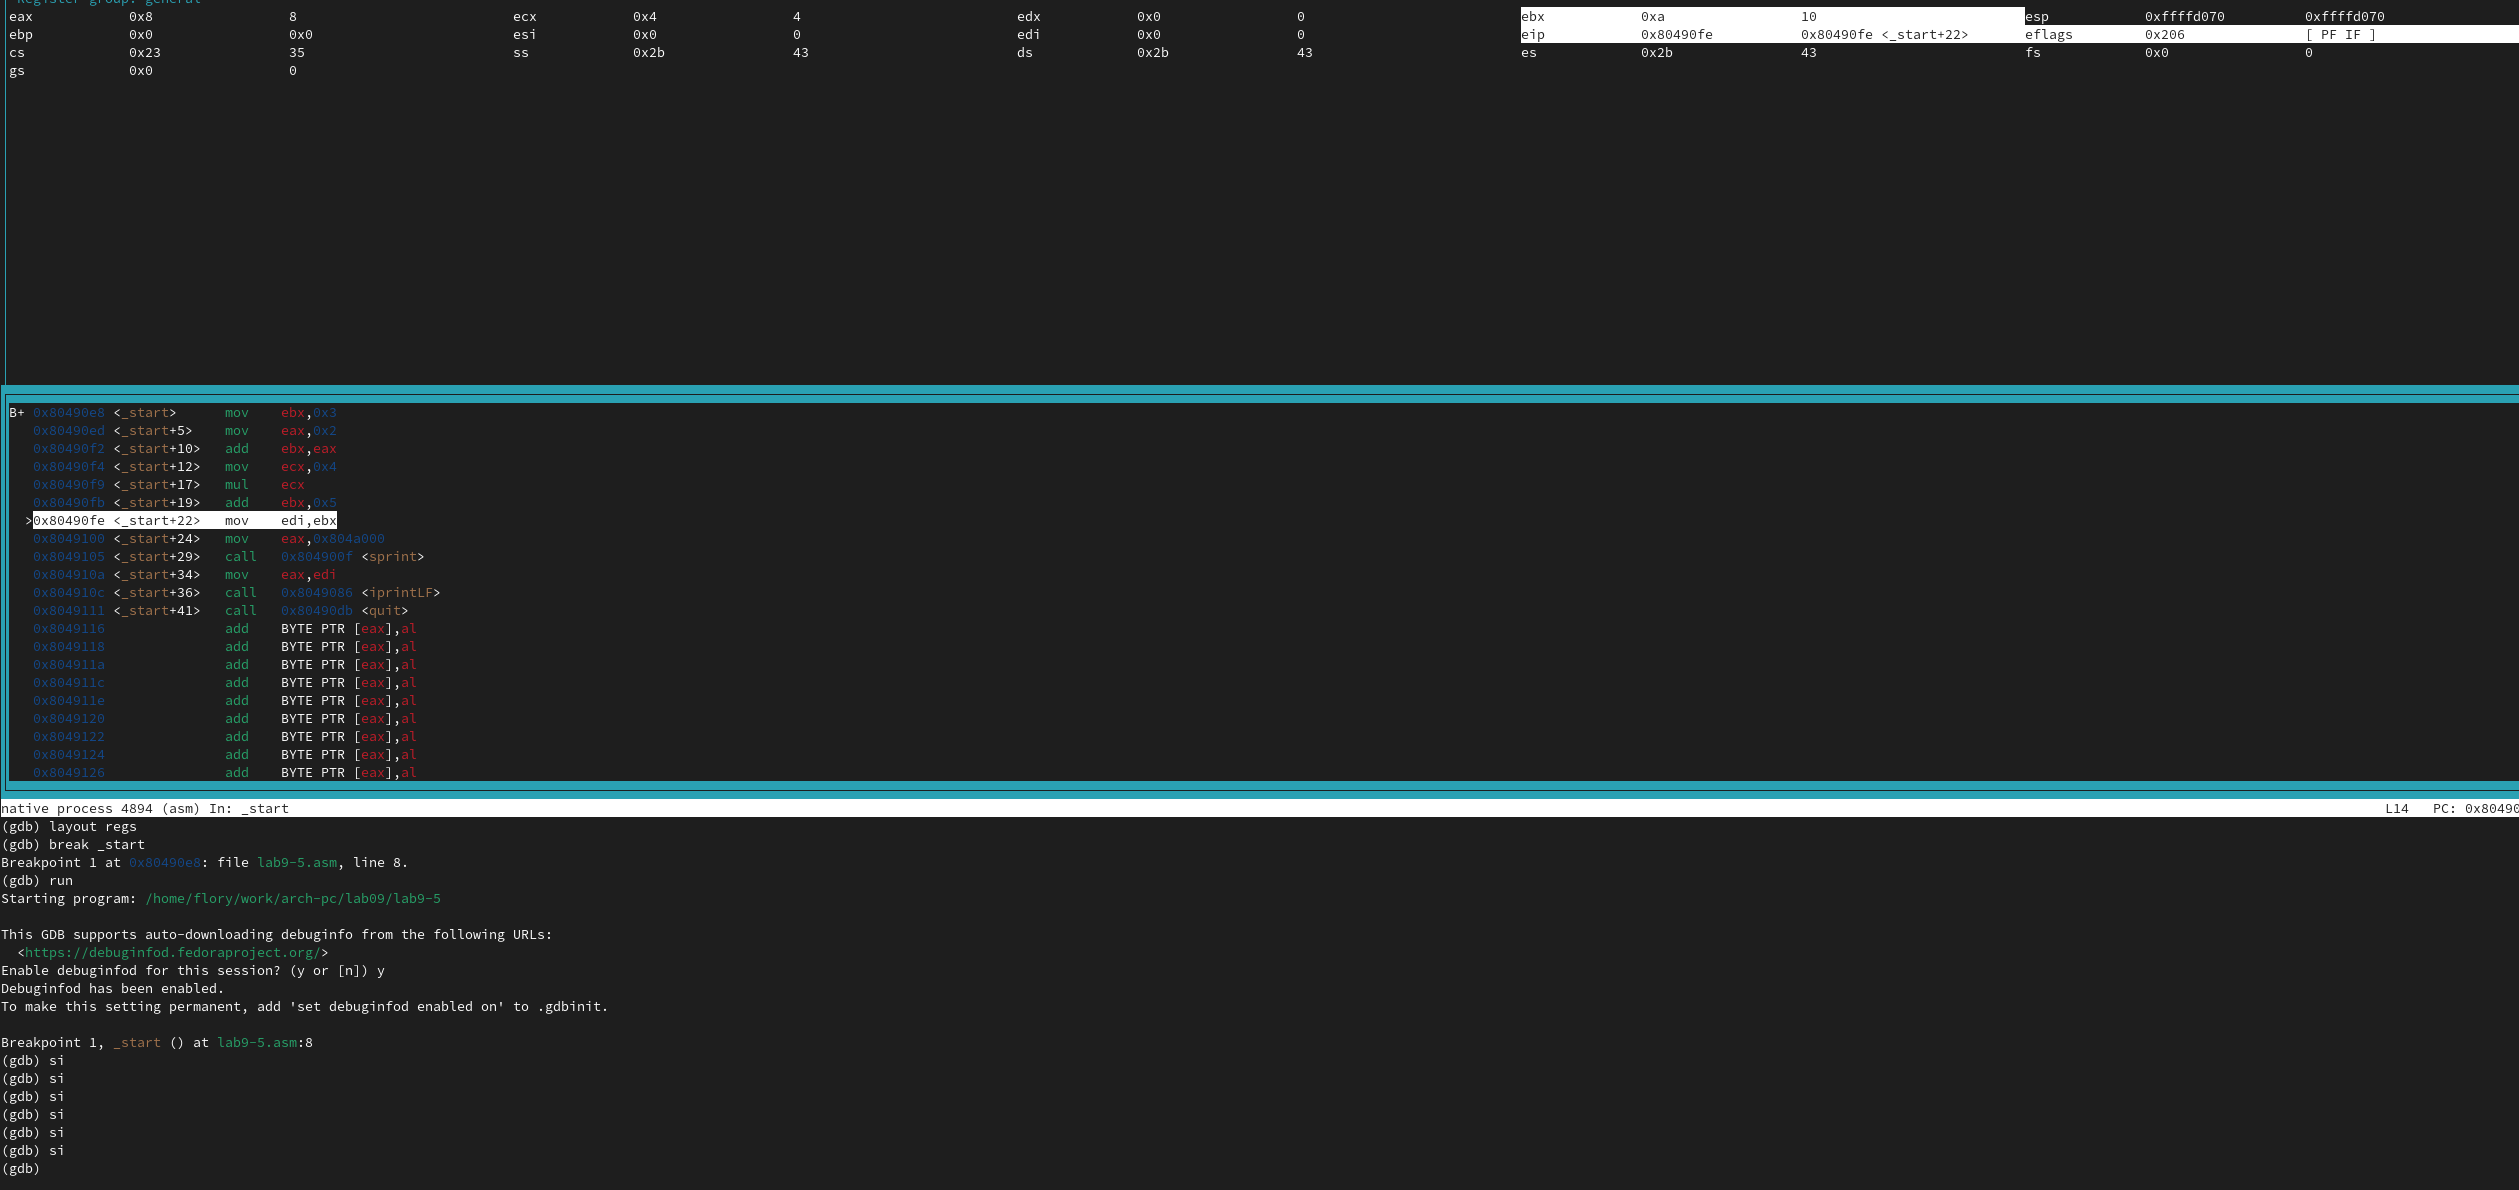 Register group: general
eax 0x8 8 ecx 0x4 4 edx 0x0 0 ebx 0xa 10 esp 0xffffd070 0xffffd070
ebp 0x0 0x0 esi 0x0 0 edi 0x0 0 eip 0x80490fe 0x80490fe <_start+22> eflags 0x206 [ PF IF ]
cs 0x23 35 ss 0x2b 43 ds 0x2b 43 es 0x2b 43 fs 0x0 0
gs 0x0 0
B+ 0x80490e8 <_start> mov ebx,0x3
0x80490ed <_start+5> mov eax,0x2
0x80490f2 <_start+10> add ebx,eax
0x80490f4 <_start+12> mov ecx,0x4
0x80490f9 <_start+17> mul ecx
0x80490fb <_start+19> add ebx,0x5
>0x80490fe <_start+22> mov edi,ebx
0x8049100 <_start+24> mov eax,0x804a000
0x8049105 <_start+29> call 0x804900f <sprint>
0x804910a <_start+34> mov eax,edi
0x804910c <_start+36> call 0x8049086 <iprintLF>
0x8049111 <_start+41> call 0x80490db <quit>
0x8049116 add BYTE PTR [eax],al
0x8049118 add BYTE PTR [eax],al
0x804911a add BYTE PTR [eax],al
0x804911c add BYTE PTR [eax],al
0x804911e add BYTE PTR [eax],al
0x8049120 add BYTE PTR [eax],al
0x8049122 add BYTE PTR [eax],al
0x8049124 add BYTE PTR [eax],al
0x8049126 add BYTE PTR [eax],al
native process 4894 (asm) In: _start L14 PC: 0x80490
(gdb) layout regs
(gdb) break _start
Breakpoint 1 at 0x80490e8: file lab9-5.asm, line 8.
(gdb) run
Starting program: /home/flory/work/arch-pc/lab09/lab9-5
This GDB supports auto-downloading debuginfo from the following URLs:
<https://debuginfod.fedoraproject.org/>
Enable debuginfod for this session? (y or [n]) y
Debuginfod has been enabled.
To make this setting permanent, add 'set debuginfod enabled on' to .gdbinit.
Breakpoint 1, _start () at lab9-5.asm:8
(gdb) si
(gdb) si
(gdb) si
(gdb) si
(gdb) si
(gdb) si
(gdb)